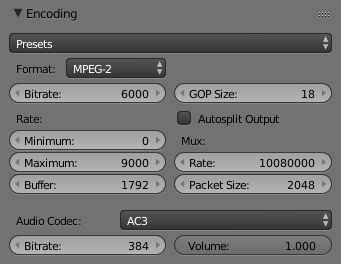 Encoding
Presets
Format: MPEG-2
Bitrate: 6000 GOP Size: 18
Rate: Autosplit Output
Minimum: 0 Mux:
Maximum: 9000 Rate: 10080000
Buffer: 1792 Packet Size: 2048
Audio Codec: AC3
Bitrate: 384 Volume: 1.000